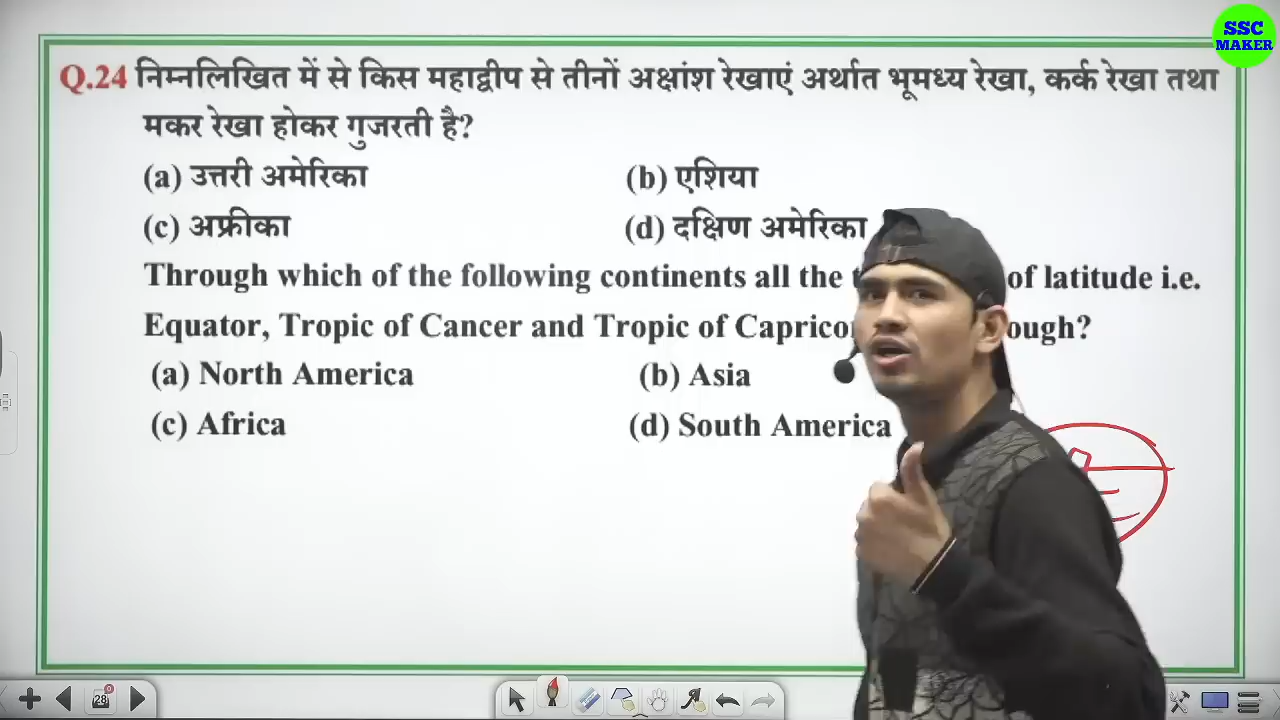 SSC
MAKER
Q.24 निम्नलिखित में से किस महाद्वीप से तीनों अक्षांश रेखाएं अर्थात भूमध्य रेखा, कर्क रेखा तथा
मकर रेखा होकर गुजरती है?
(a) उत्तरी अमेरिका (b) एशिया
(c) अफ्रीका (d) दक्षिण अमेरिका
Through which of the following continents all the of latitude i.e.
Equator, Tropic of Cancer and Tropic of
(a) North America (b) Asia
(c) Africa (d) South America
28